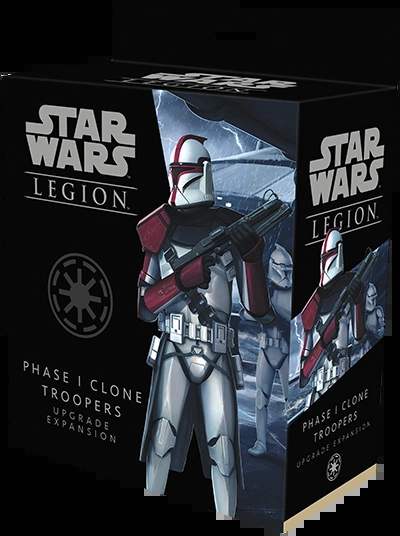 STAR
WARS
LEGION
PHASE I CLONE
TROOPERS
UPGRADE
EXPANSION
STAR
WARS
LEGION
PHASE I CLONE
TROOPERS
UPGRADE EXPANSION